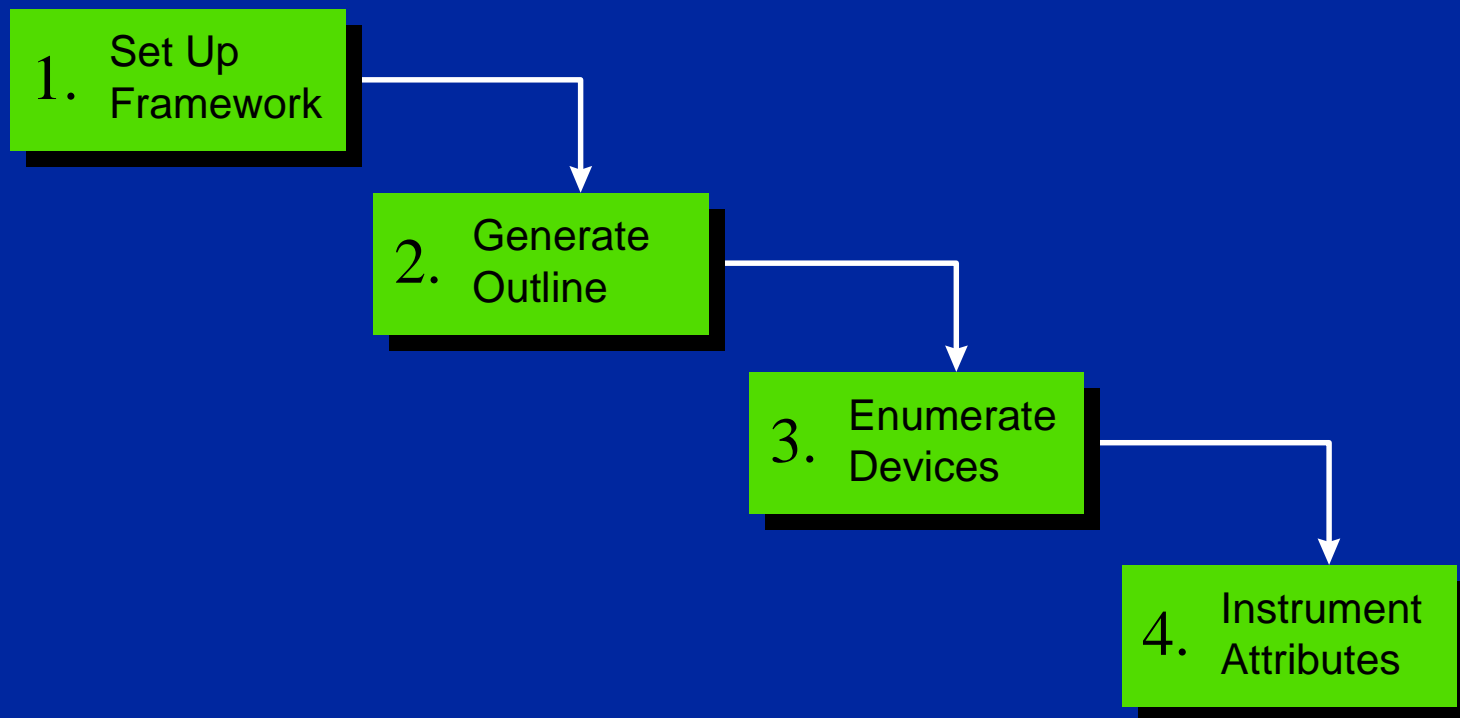 1. Set Up
Framework
2. Generate
Outline
3. Enumerate
Devices
4. Instrument
Attributes